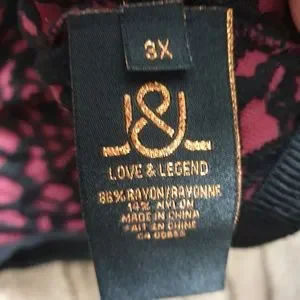 3X
LOVE & LEGEND
86% RAYON/RAYONNE
14% NYLON
MADE IN CHINA
FAIT EN CHINE